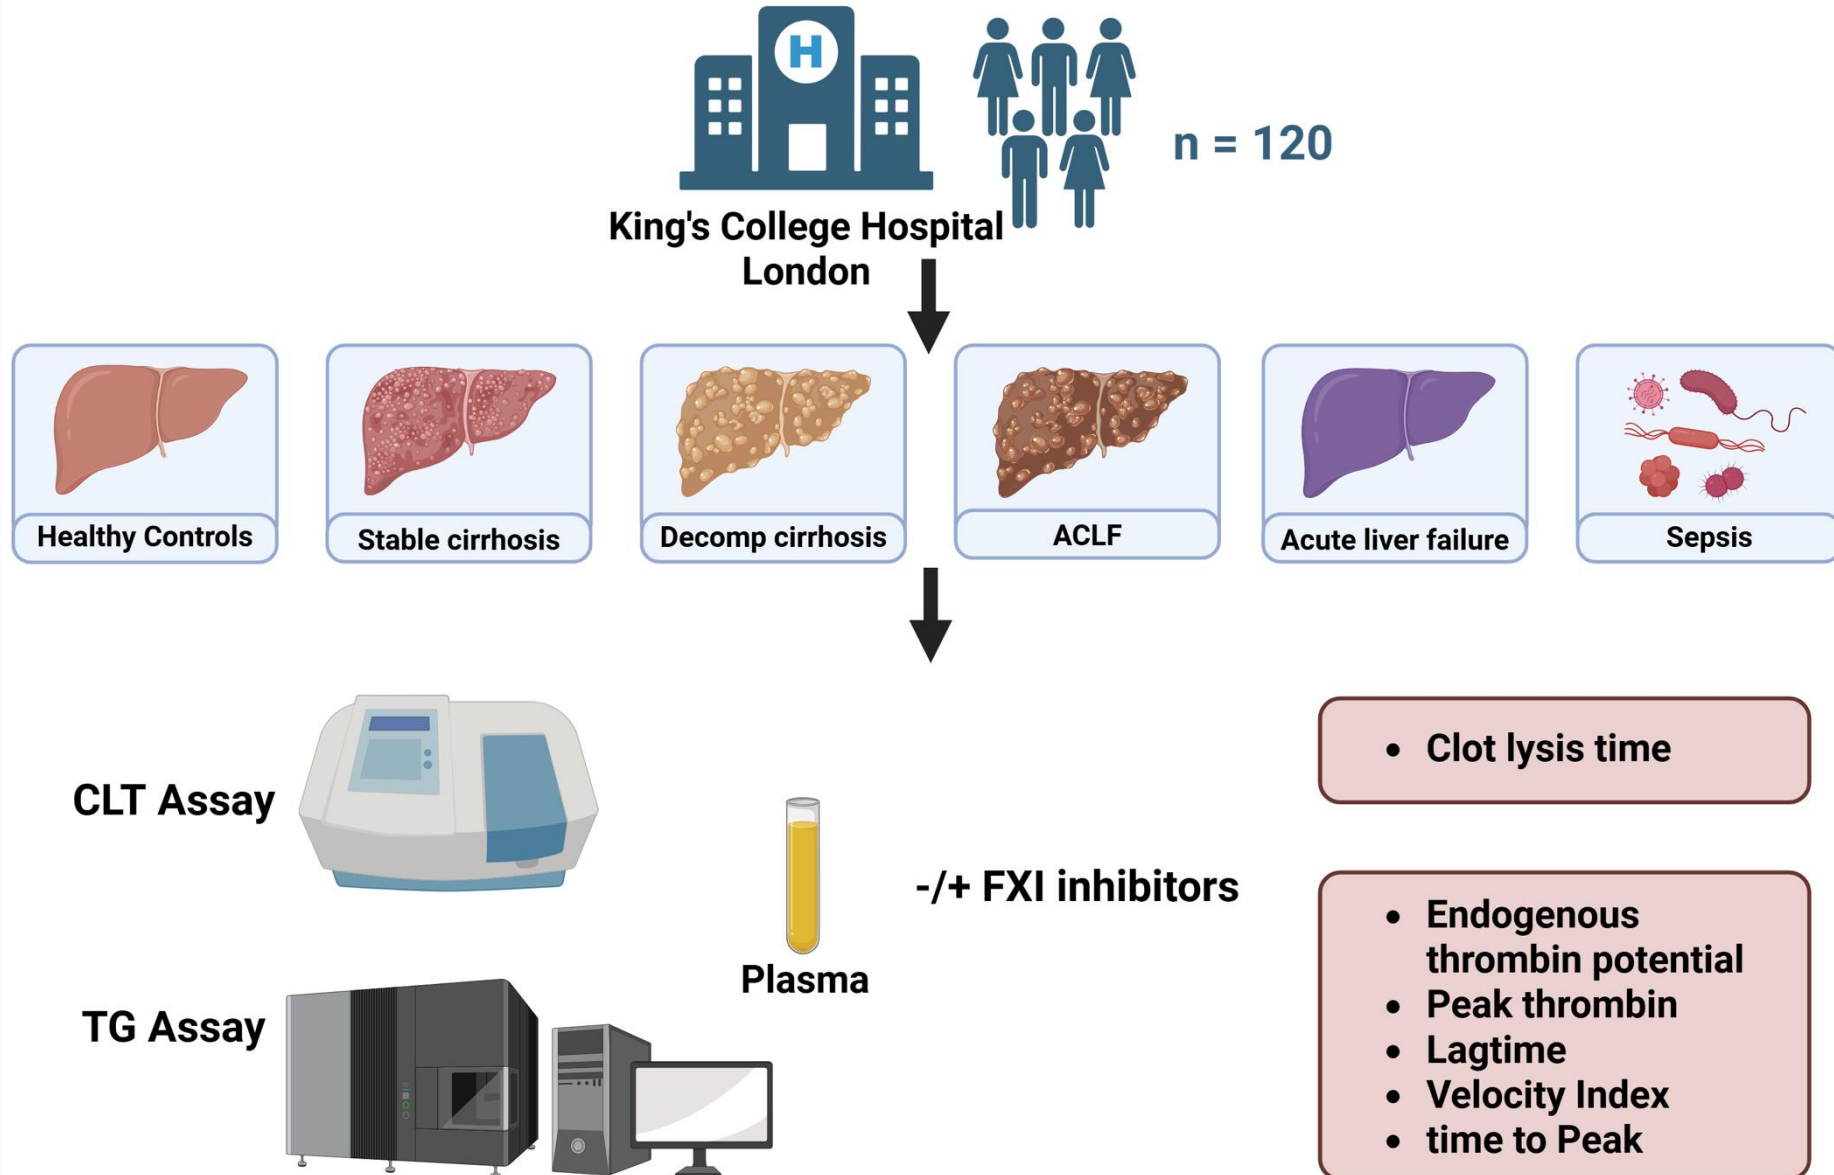 H
n = 120
King's College Hospital
London
Healthy Controls
Stable cirrhosis
Decomp cirrhosis
ACLF
Acute liver failure
Sepsis
CLT Assay
TG Assay
Plasma
-/+ FXI inhibitors
• Clot lysis time
• Endogenous
thrombin potential
• Peak thrombin
• Lagtime
• Velocity Index
• time to Peak